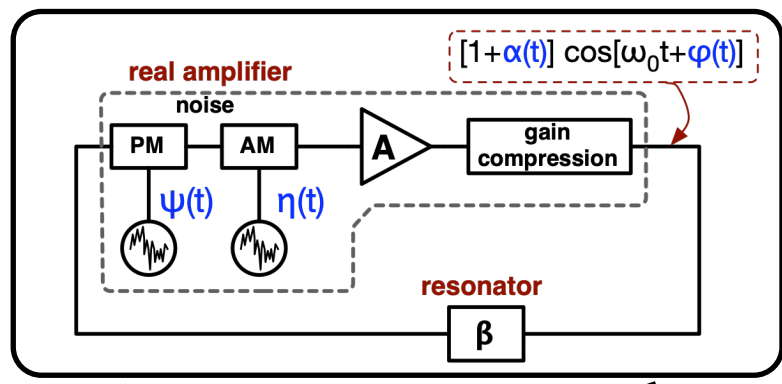 [1+α(t)] cos[ω₀t+φ(t)]
real amplifier
noise
PM
AM
A
gain
compression
ψ(t)
η(t)
resonator
β